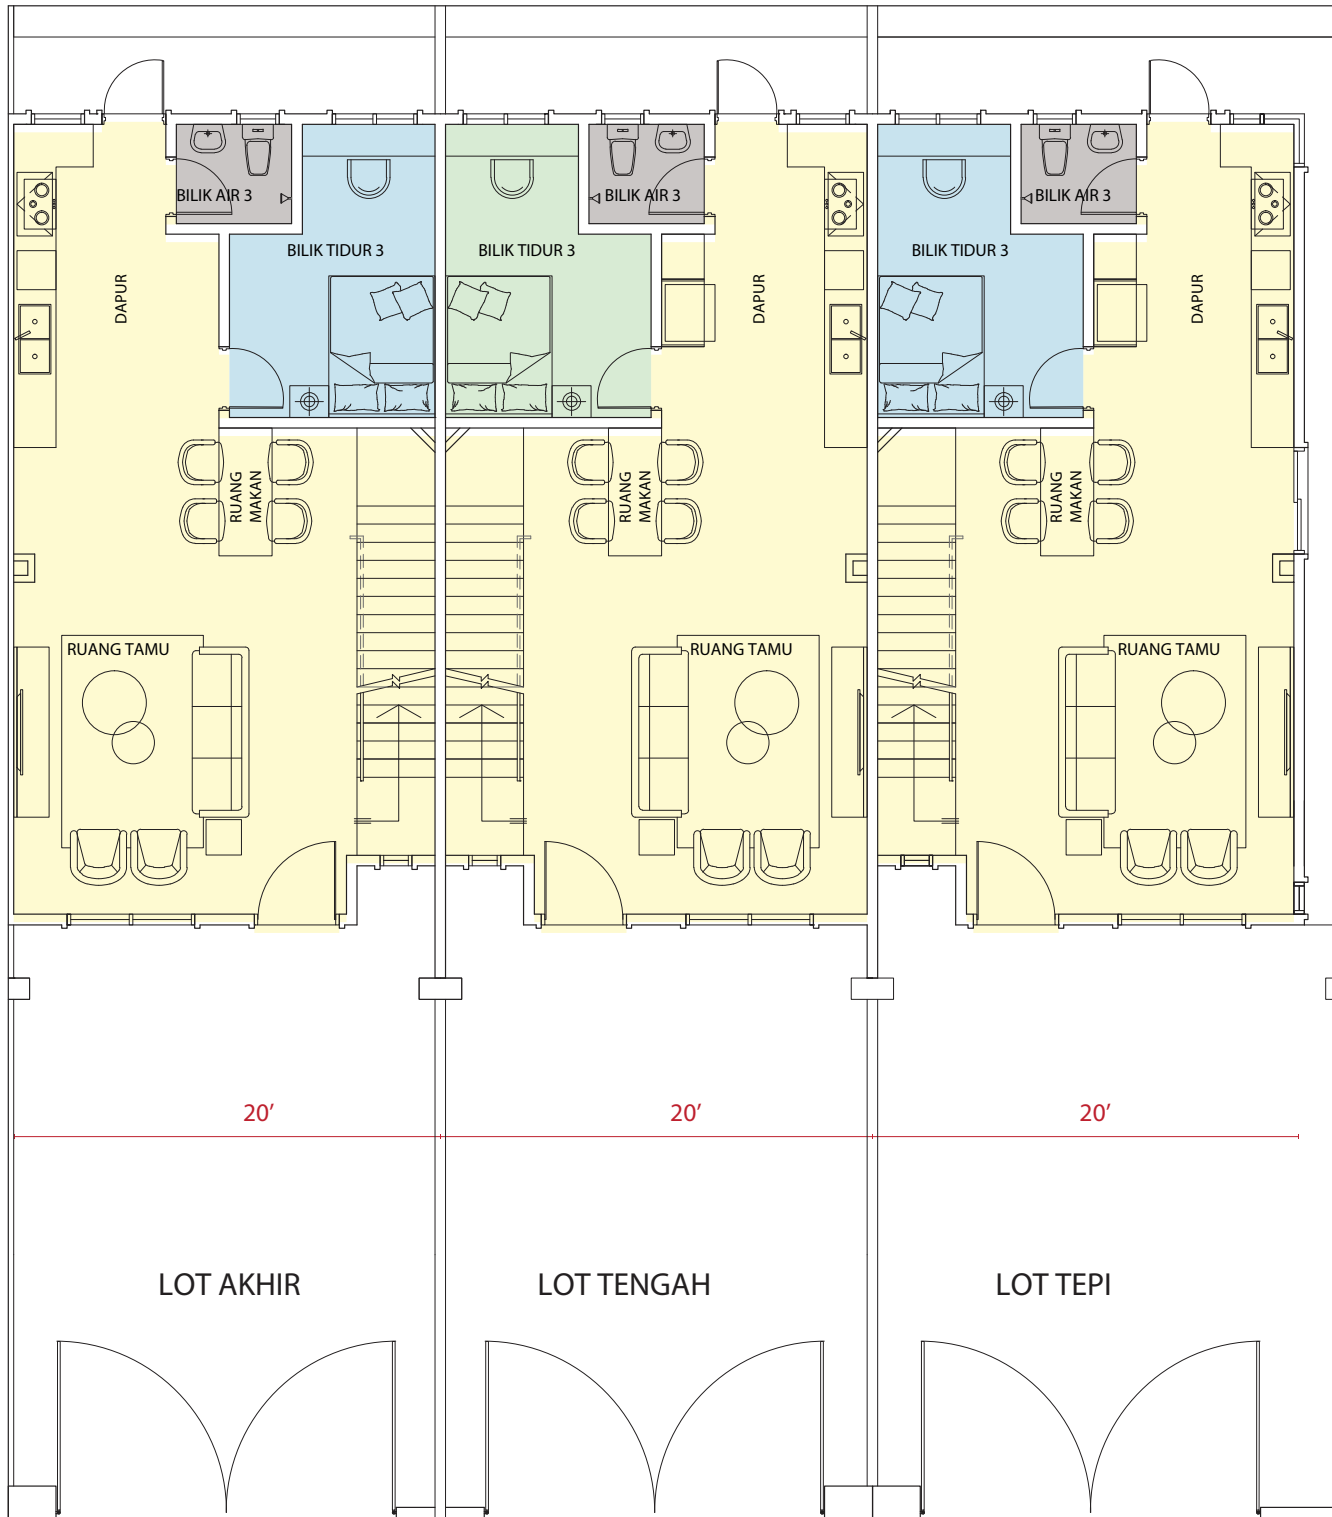 BILIK AIR 3
BILIK AIR 3
BILIK AIR 3
BILIK TIDUR 3
BILIK TIDUR 3
BILIK TIDUR 3
DAPUR
DAPUR
DAPUR
RUANG
MAKAN
RUANG
MAKAN
RUANG
MAKAN
RUANG TAMU
RUANG TAMU
RUANG TAMU
20'
20'
20'
LOT AKHIR
LOT TENGAH
LOT TEPI